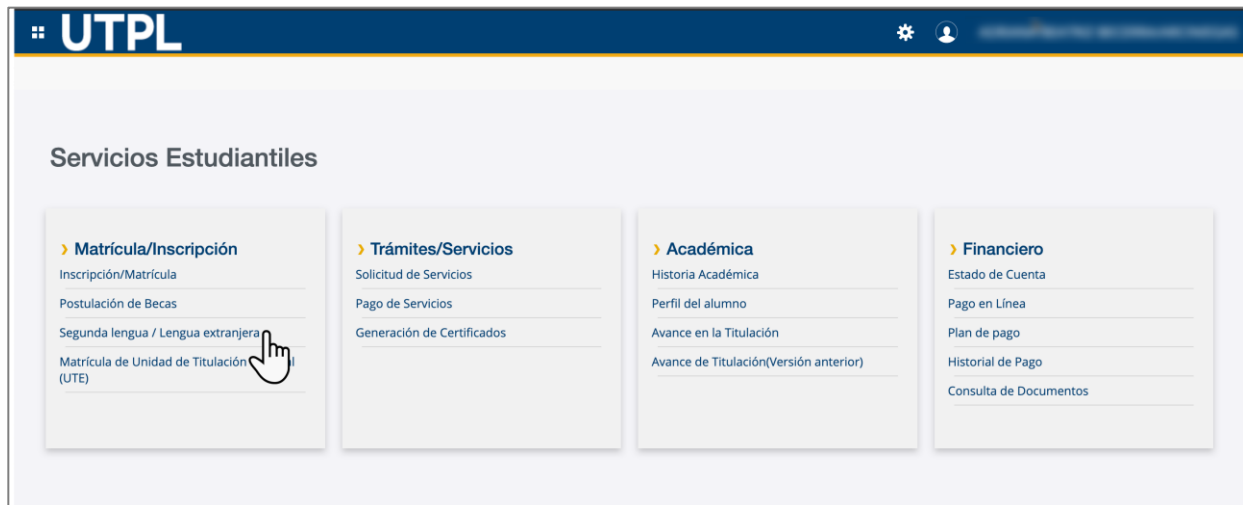 UTPL
Servicios Estudiantiles
Matrícula/Inscripción
Inscripción/Matrícula
Postulación de Becas
Segunda lengua / Lengua extranjera
Matrícula de Unidad de Titulación
(UTE)
Trámites/Servicios
Solicitud de Servicios
Pago de Servicios
Generación de Certificados
Académica
Historia Académica
Perfil del alumno
Avance en la Titulación
Avance de Titulación(Versión anterior)
Financiero
Estado de Cuenta
Pago en Línea
Plan de pago
Historial de Pago
Consulta de Documentos